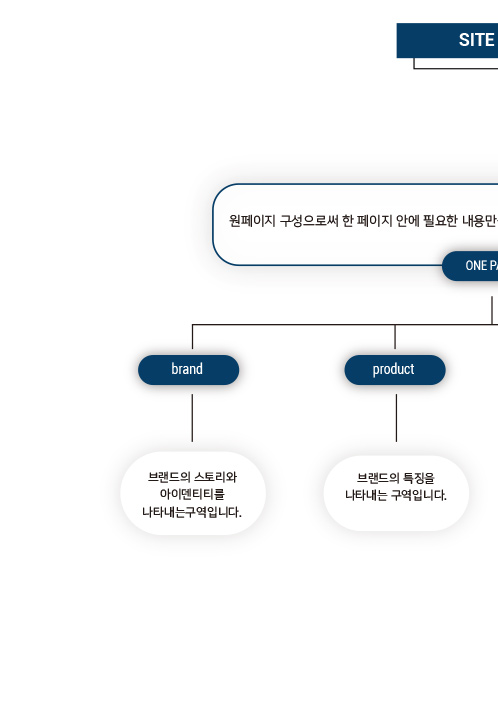 SITE
원페이지 구성으로써 한 페이지 안에 필요한 내용만
ONE PA
brand
product
브랜드의 스토리와
아이덴티티를
나타내는구역입니다.
브랜드의 특징을
나타내는 구역입니다.